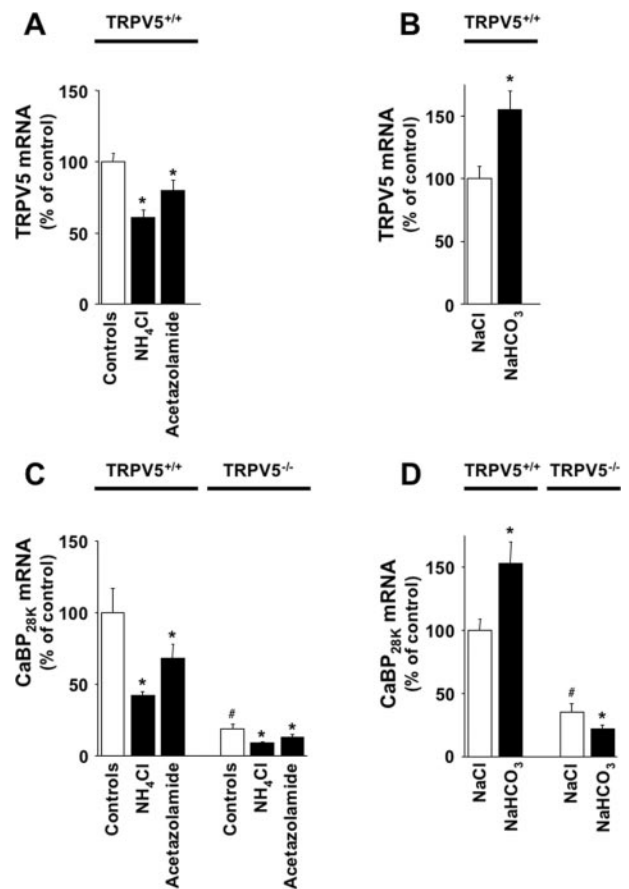 A
TRPV5+/+
TRPV5 mRNA
(% of control)
150
100
50
0
Controls
NH4Cl
Acetazolamide
*
*
B
TRPV5+/+
TRPV5 mRNA
(% of control)
150
100
50
0
NaCl
NaHCO3
*
C
TRPV5+/+
TRPV5-/-
CaBP28K mRNA
(% of control)
150
100
50
0
Controls
NH4Cl
Acetazolamide
Controls
NH4Cl
Acetazolamide
*
*
#
*
*
D
TRPV5+/+
TRPV5-/-
CaBP28K mRNA
(% of control)
150
100
50
0
NaCl
NaHCO3
NaCl
NaHCO3
*
#
*